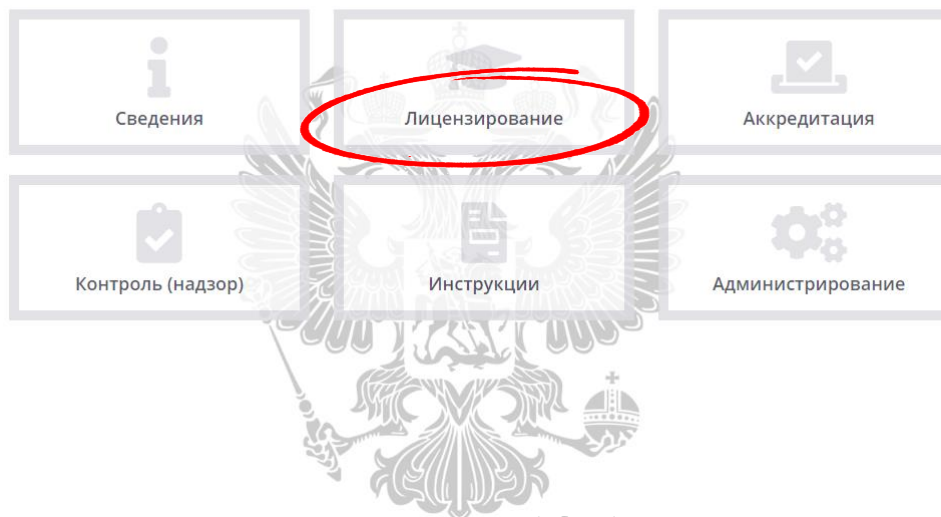 Сведения
Лицензирование
Аккредитация
Контроль (надзор)
Инструкции
Администрирование